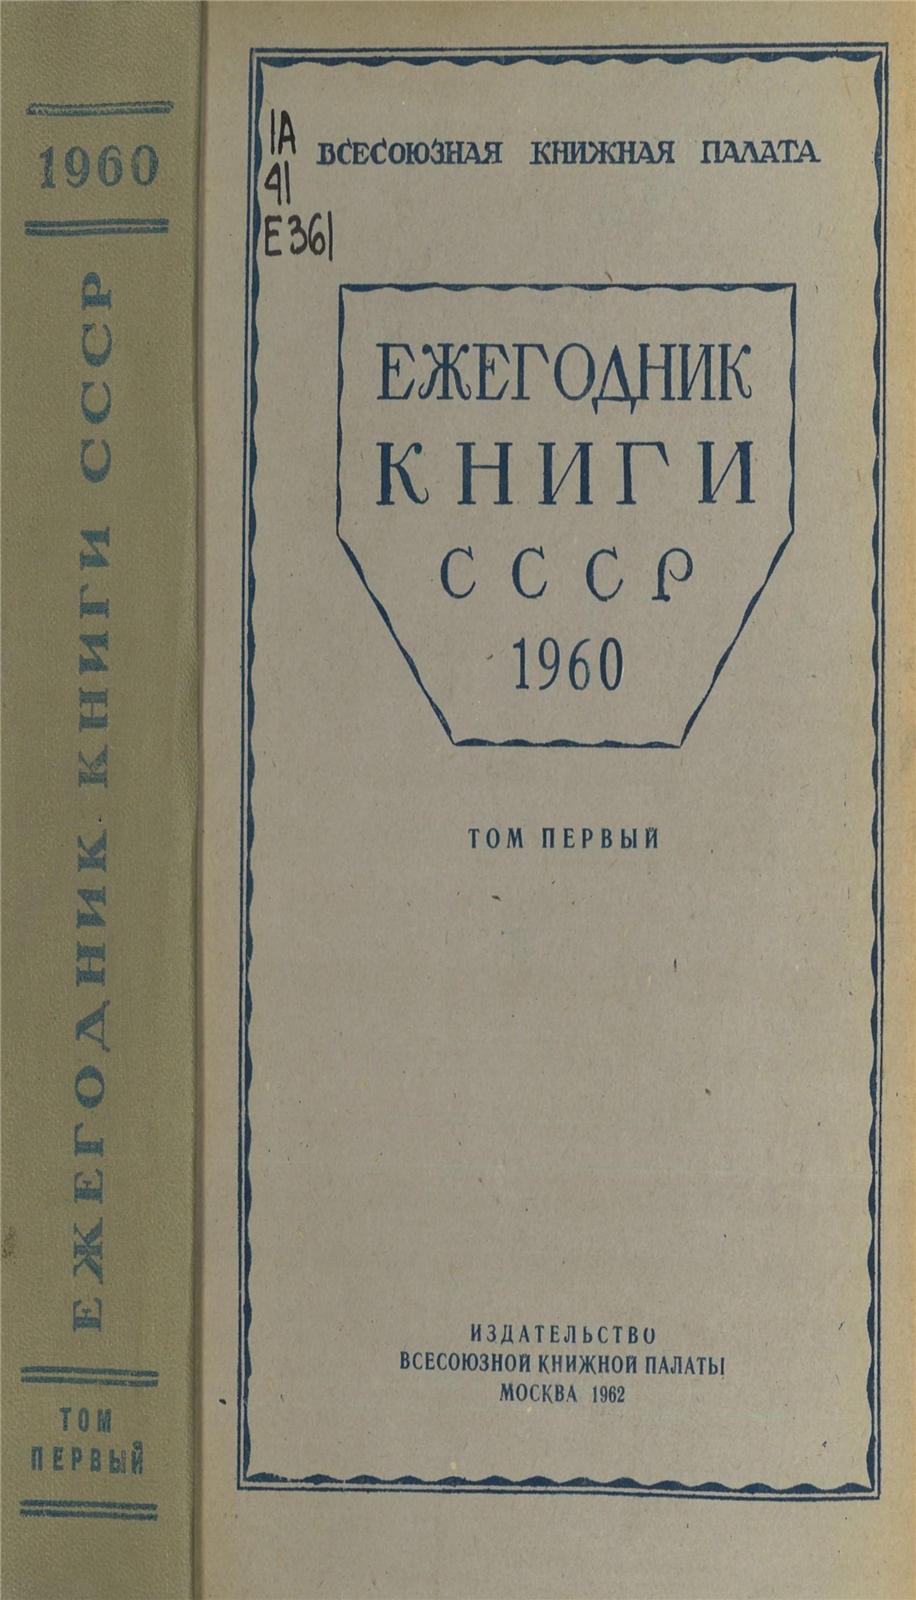 1960
ЕЖЕГОДНИК КНИГИ СССР
ТОМ
ПЕРВЫЙ
1А
41
Е361
ВСЕСОЮЗНАЯ КНИЖНАЯ ПАЛАТА
ЕЖЕГОДНИК
КНИГИ
СССР
1960
ТОМ ПЕРВЫЙ
ИЗДАТЕЛЬСТВО
ВСЕСОЮЗНОЙ КНИЖНОЙ ПАЛАТЫ
МОСКВА 1962